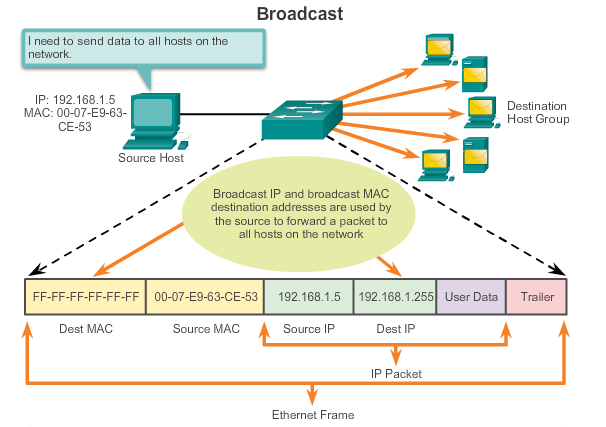 Broadcast
I need to send data to all hosts on the
network.
IP: 192.168.1.5
MAC: 00-07-E9-63-
CE-53
Source Host
Destination
Host Group
Broadcast IP and broadcast MAC
destination addresses are used by
the source to forward a packet to
all hosts on the network
FF-FF-FF-FF-FF-FF 00-07-E9-63-CE-53 192.168.1.5 192.168.1.255 User Data Trailer
Dest MAC Source MAC Source IP Dest IP
IP Packet
Ethernet Frame